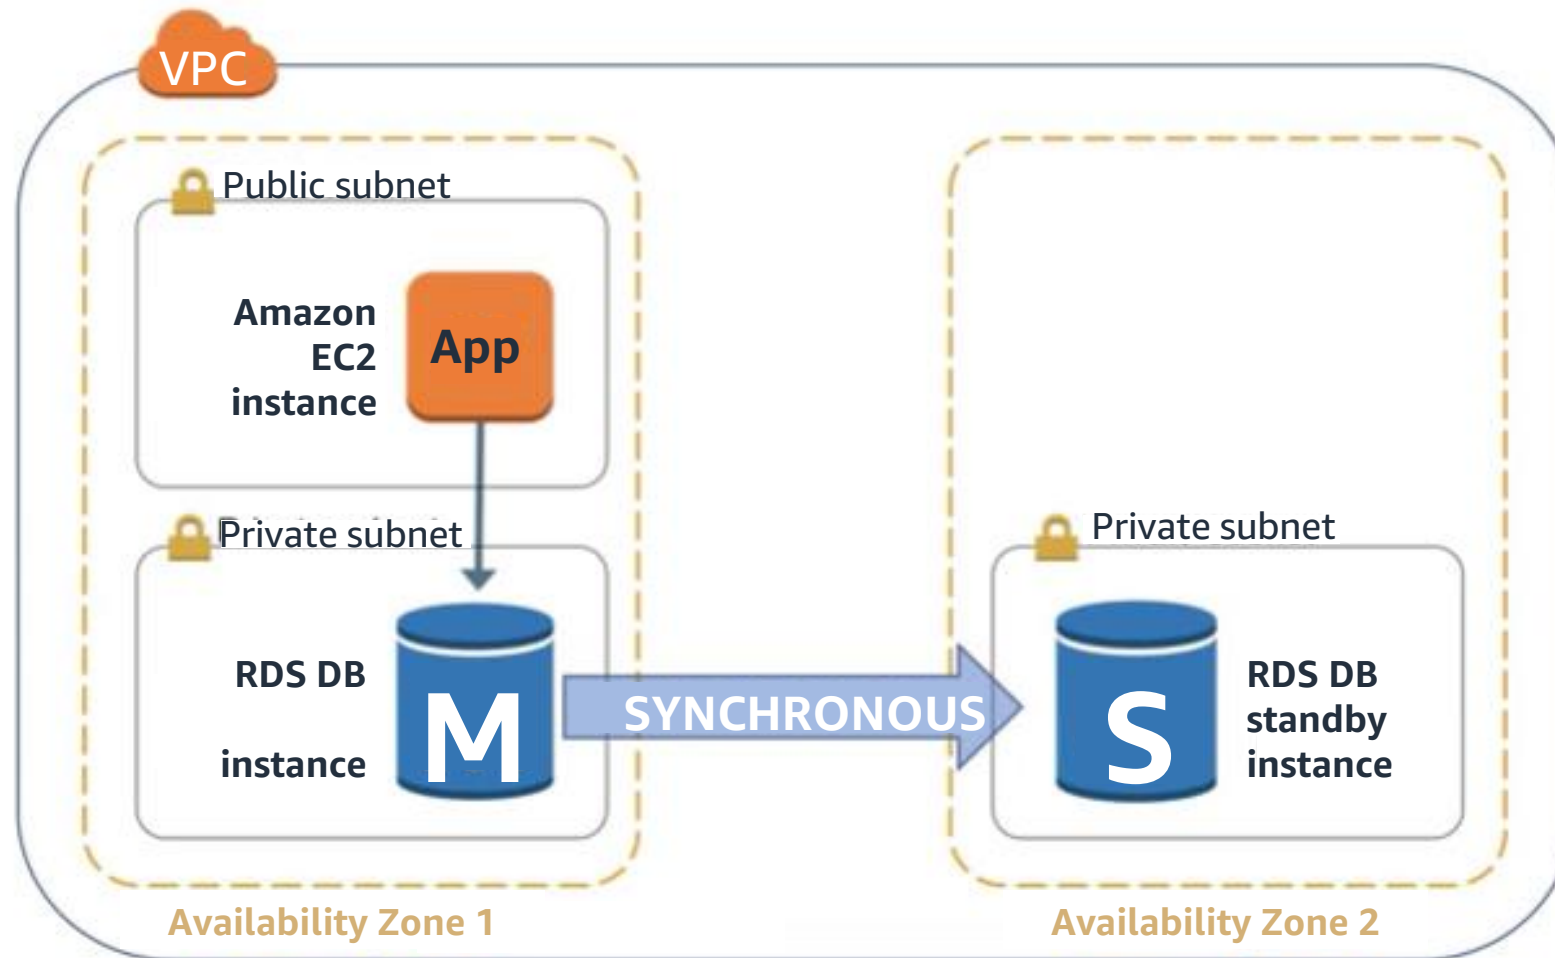 VPC
Public subnet
Amazon
EC2
instance
App
Private subnet
RDS DB
instance
M
SYNCHRONOUS
Private subnet
S
RDS DB
standby
instance
Availability Zone 1
Availability Zone 2